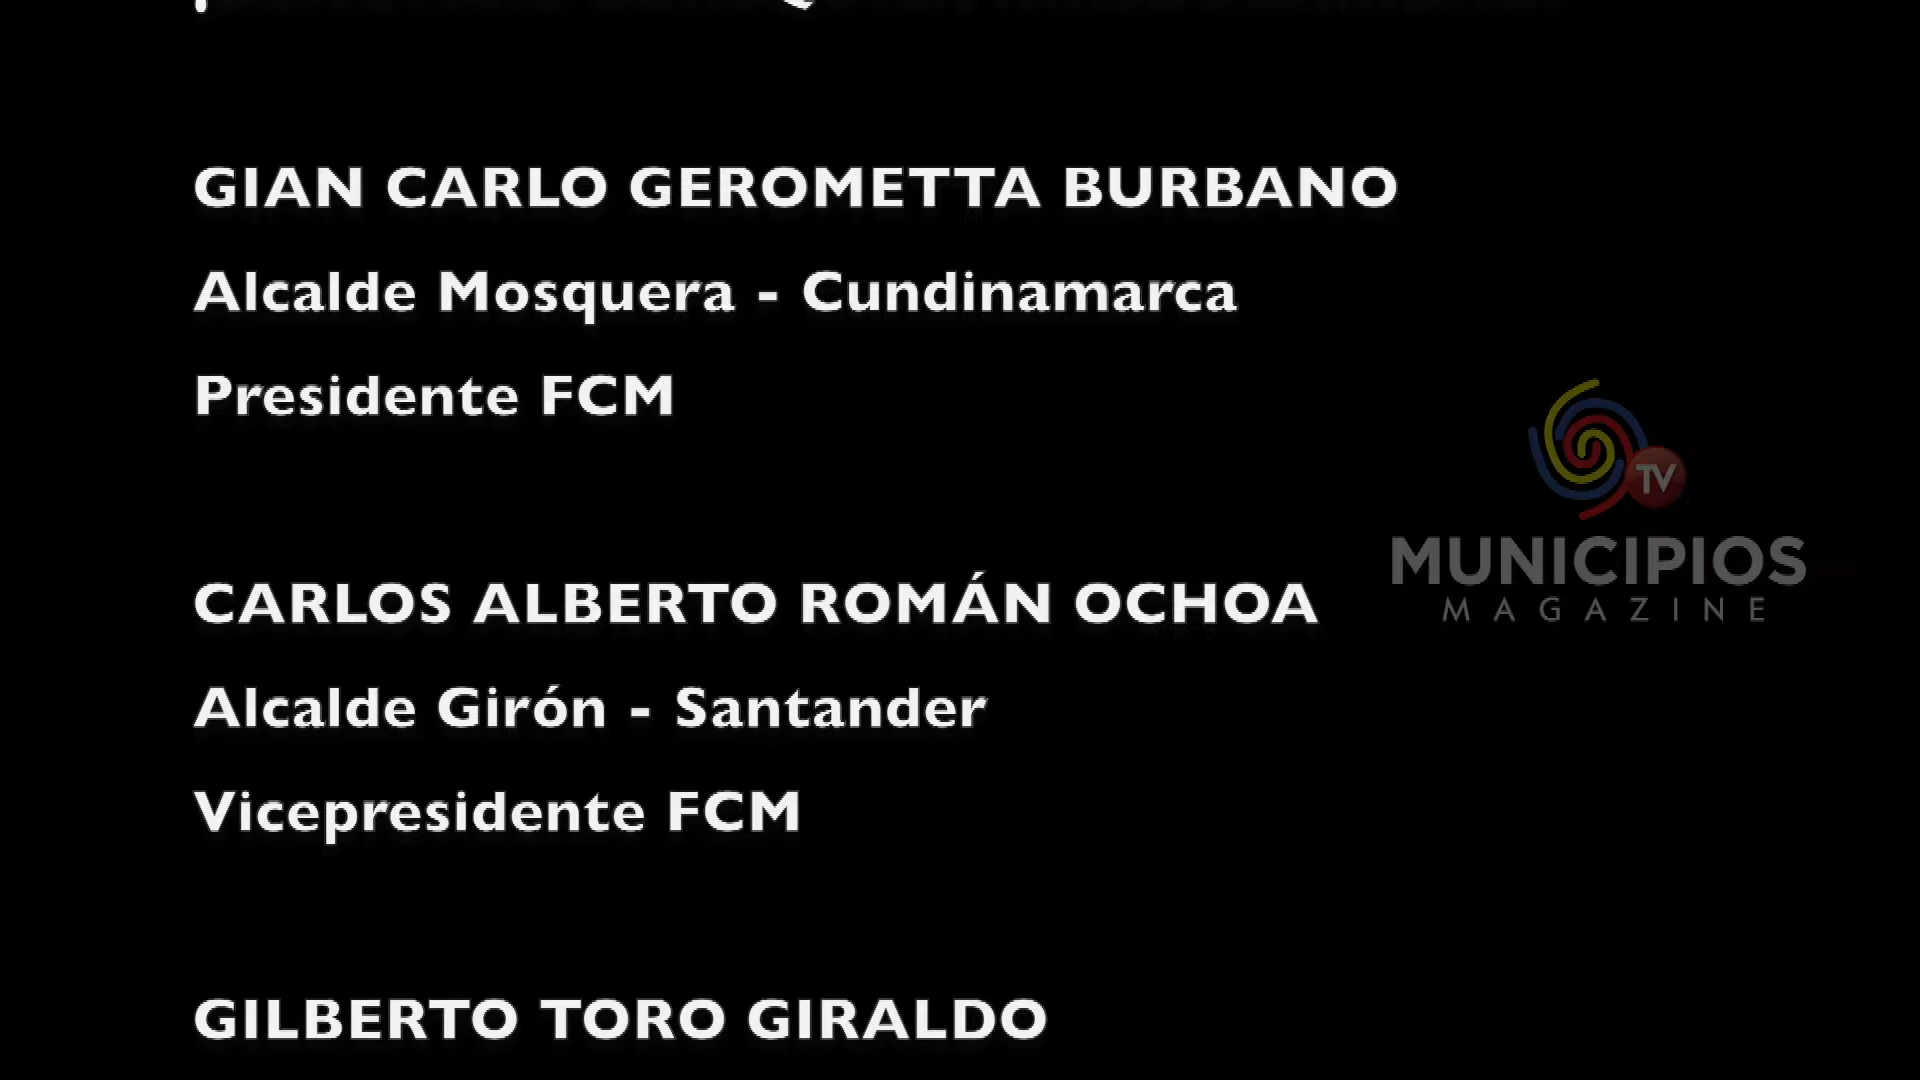 GIAN CARLO GEROMETTA BURBANO
Alcalde Mosquera - Cundinamarca
Presidente FCM
TV
MUNICIPIOS
MAGAZINE
CARLOS ALBERTO ROMÁN OCHOA
Alcalde Girón - Santander
Vicepresidente FCM
GILBERTO TORO GIRALDO